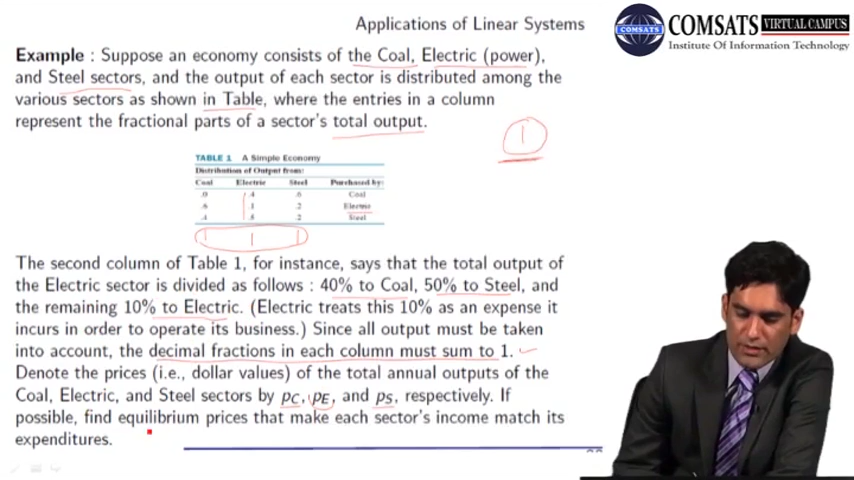 Applications of Linear Systems
COMSATS VIRTUAL CAMPUS
Institute Of Information Technology
Example : Suppose an economy consists of the Coal, Electric (power),
and Steel sectors, and the output of each sector is distributed among the
various sectors as shown in Table, where the entries in a column
represent the fractional parts of a sector's total output.
1
TABLE 1 A Simple Economy
Distribution of Output from:
Coal Electric Steel Purchased by:
.0 .4 .6 Coal
.6 .1 .2 Electric
.4 .2 Steel
1 1 1
The second column of Table 1, for instance, says that the total output of
the Electric sector is divided as follows : 40% to Coal, 50% to Steel, and
the remaining 10% to Electric. (Electric treats this 10% as an expense it
incurs in order to operate its business.) Since all output must be taken
into account, the decimal fractions in each column must sum to 1.
Denote the prices (i.e., dollar values) of the total annual outputs of the
Coal, Electric, and Steel sectors by pC, pE, and pS, respectively. If
possible, find equilibrium prices that make each sector's income match its
expenditures.